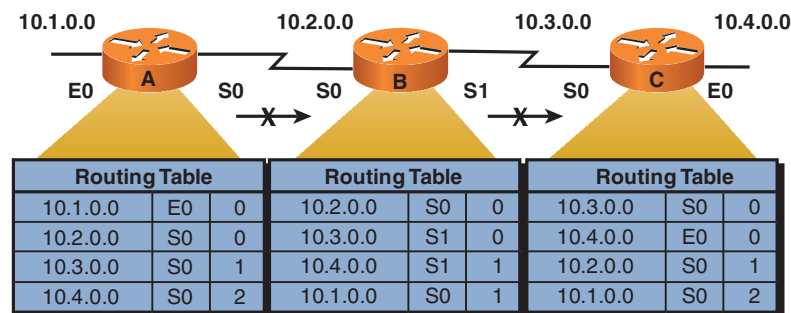 10.1.0.0 10.2.0.0 10.3.0.0 10.4.0.0
A B C
E0 S0 S0 S1 S0 E0
X X
Routing Table Routing Table Routing Table
10.1.0.0 E0 0 10.2.0.0 S0 0 10.3.0.0 S0 0
10.2.0.0 S0 0 10.3.0.0 S1 0 10.4.0.0 E0 0
10.3.0.0 S0 1 10.4.0.0 S1 1 10.2.0.0 S0 1
10.4.0.0 S0 2 10.1.0.0 S0 1 10.1.0.0 S0 2